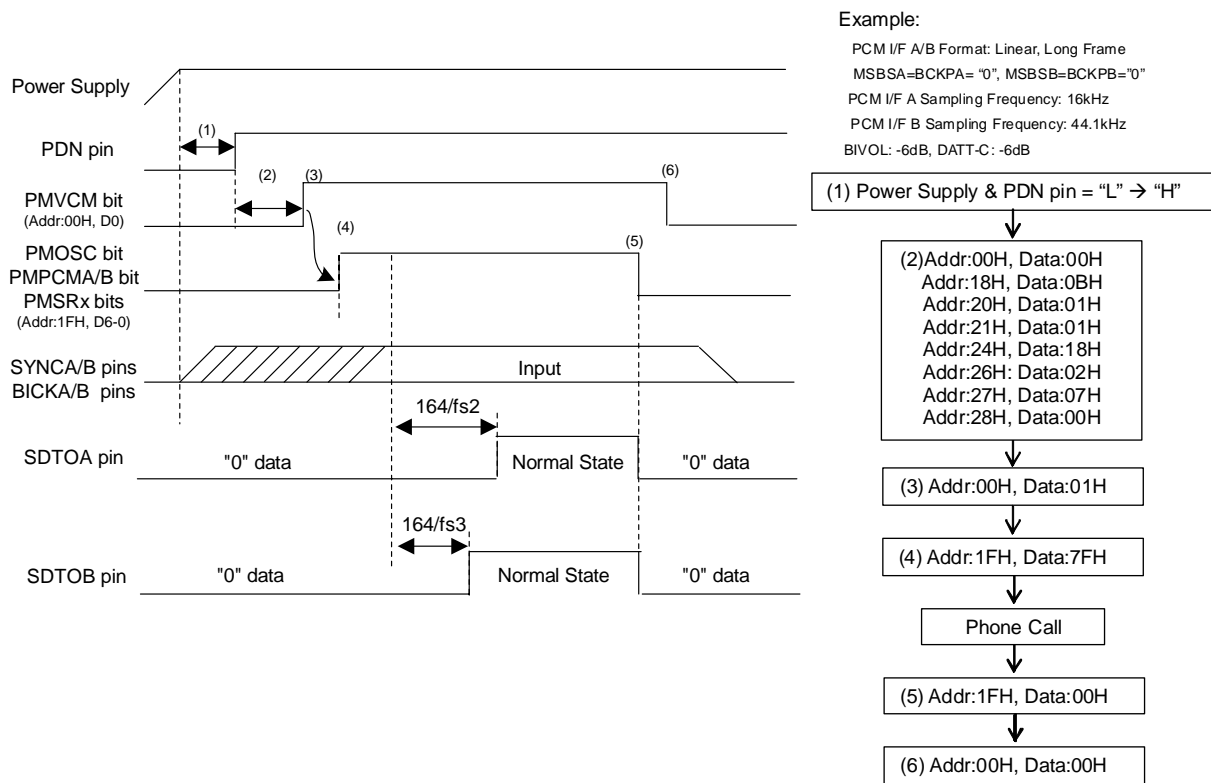 Example:
PCM I/F A/B Format: Linear, Long Frame
MSBSA=BCKPA= “0”, MSBSB=BCKPB=”0”
PCM I/F A Sampling Frequency: 16kHz
PCM I/F B Sampling Frequency: 44.1kHz
BIVOL: -6dB, DATT-C: -6dB
Power Supply
(1)
PDN pin
(2)
(3)
(6)
PMVCM bit
(Addr:00H, D0)
(4)
(5)
PMOSC bit
PMPCMA/B bit
PMSRx bits
(Addr:1FH, D6-0)
SYNCA/B pins
BICKA/B pins
Input
164/fs2
SDTOA pin
"0" data
Normal State
"0" data
164/fs3
SDTOB pin
"0" data
Normal State
"0" data
(1) Power Supply & PDN pin = “L” → “H”
(2)Addr:00H, Data:00H
Addr:18H, Data:0BH
Addr:20H, Data:01H
Addr:21H, Data:01H
Addr:24H, Data:18H
Addr:26H: Data:02H
Addr:27H, Data:07H
Addr:28H, Data:00H
(3) Addr:00H, Data:01H
(4) Addr:1FH, Data:7FH
Phone Call
(5) Addr:1FH, Data:00H
(6) Addr:00H, Data:00H